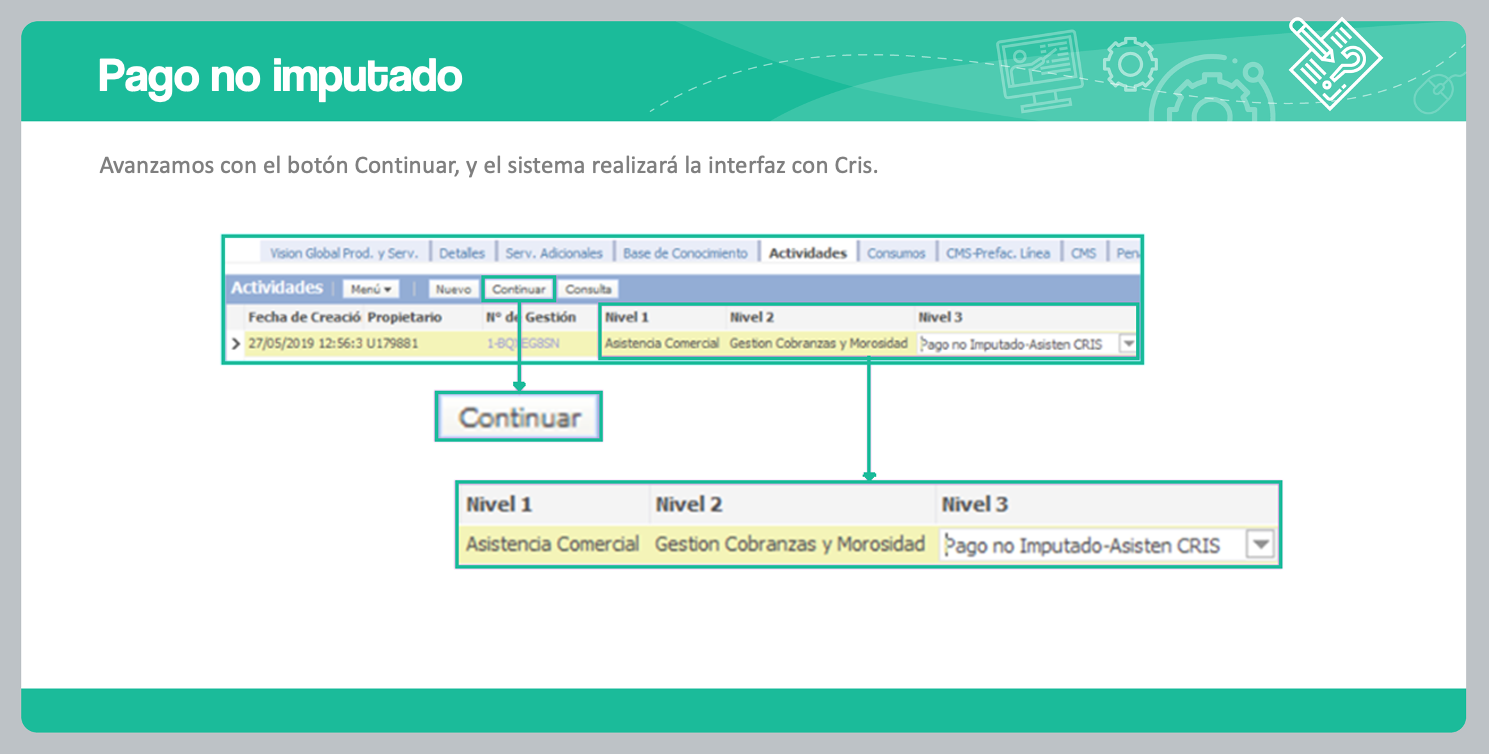 Pago no imputado
Avanzamos con el botón Continuar, y el sistema realizará la interfaz con Cris.
Vision Global Prod. y Serv. Detalles Serv. Adicionales Base de Conocimiento Actividades Consumos CMS-Prefac. Línea CMS Pen
Actividades Menú Nuevo Continuar Consulta
Fecha de Creació Propietario Nº de Gestión Nivel 1 Nivel 2 Nivel 3
27/05/2019 12:56:3 U179881 Asistencia Comercial Gestion Cobranzas y Morosidad Pago no Imputado-Asisten CRIS
Continuar
Nivel 1 Nivel 2 Nivel 3
Asistencia Comercial Gestion Cobranzas y Morosidad Pago no Imputado-Asisten CRIS